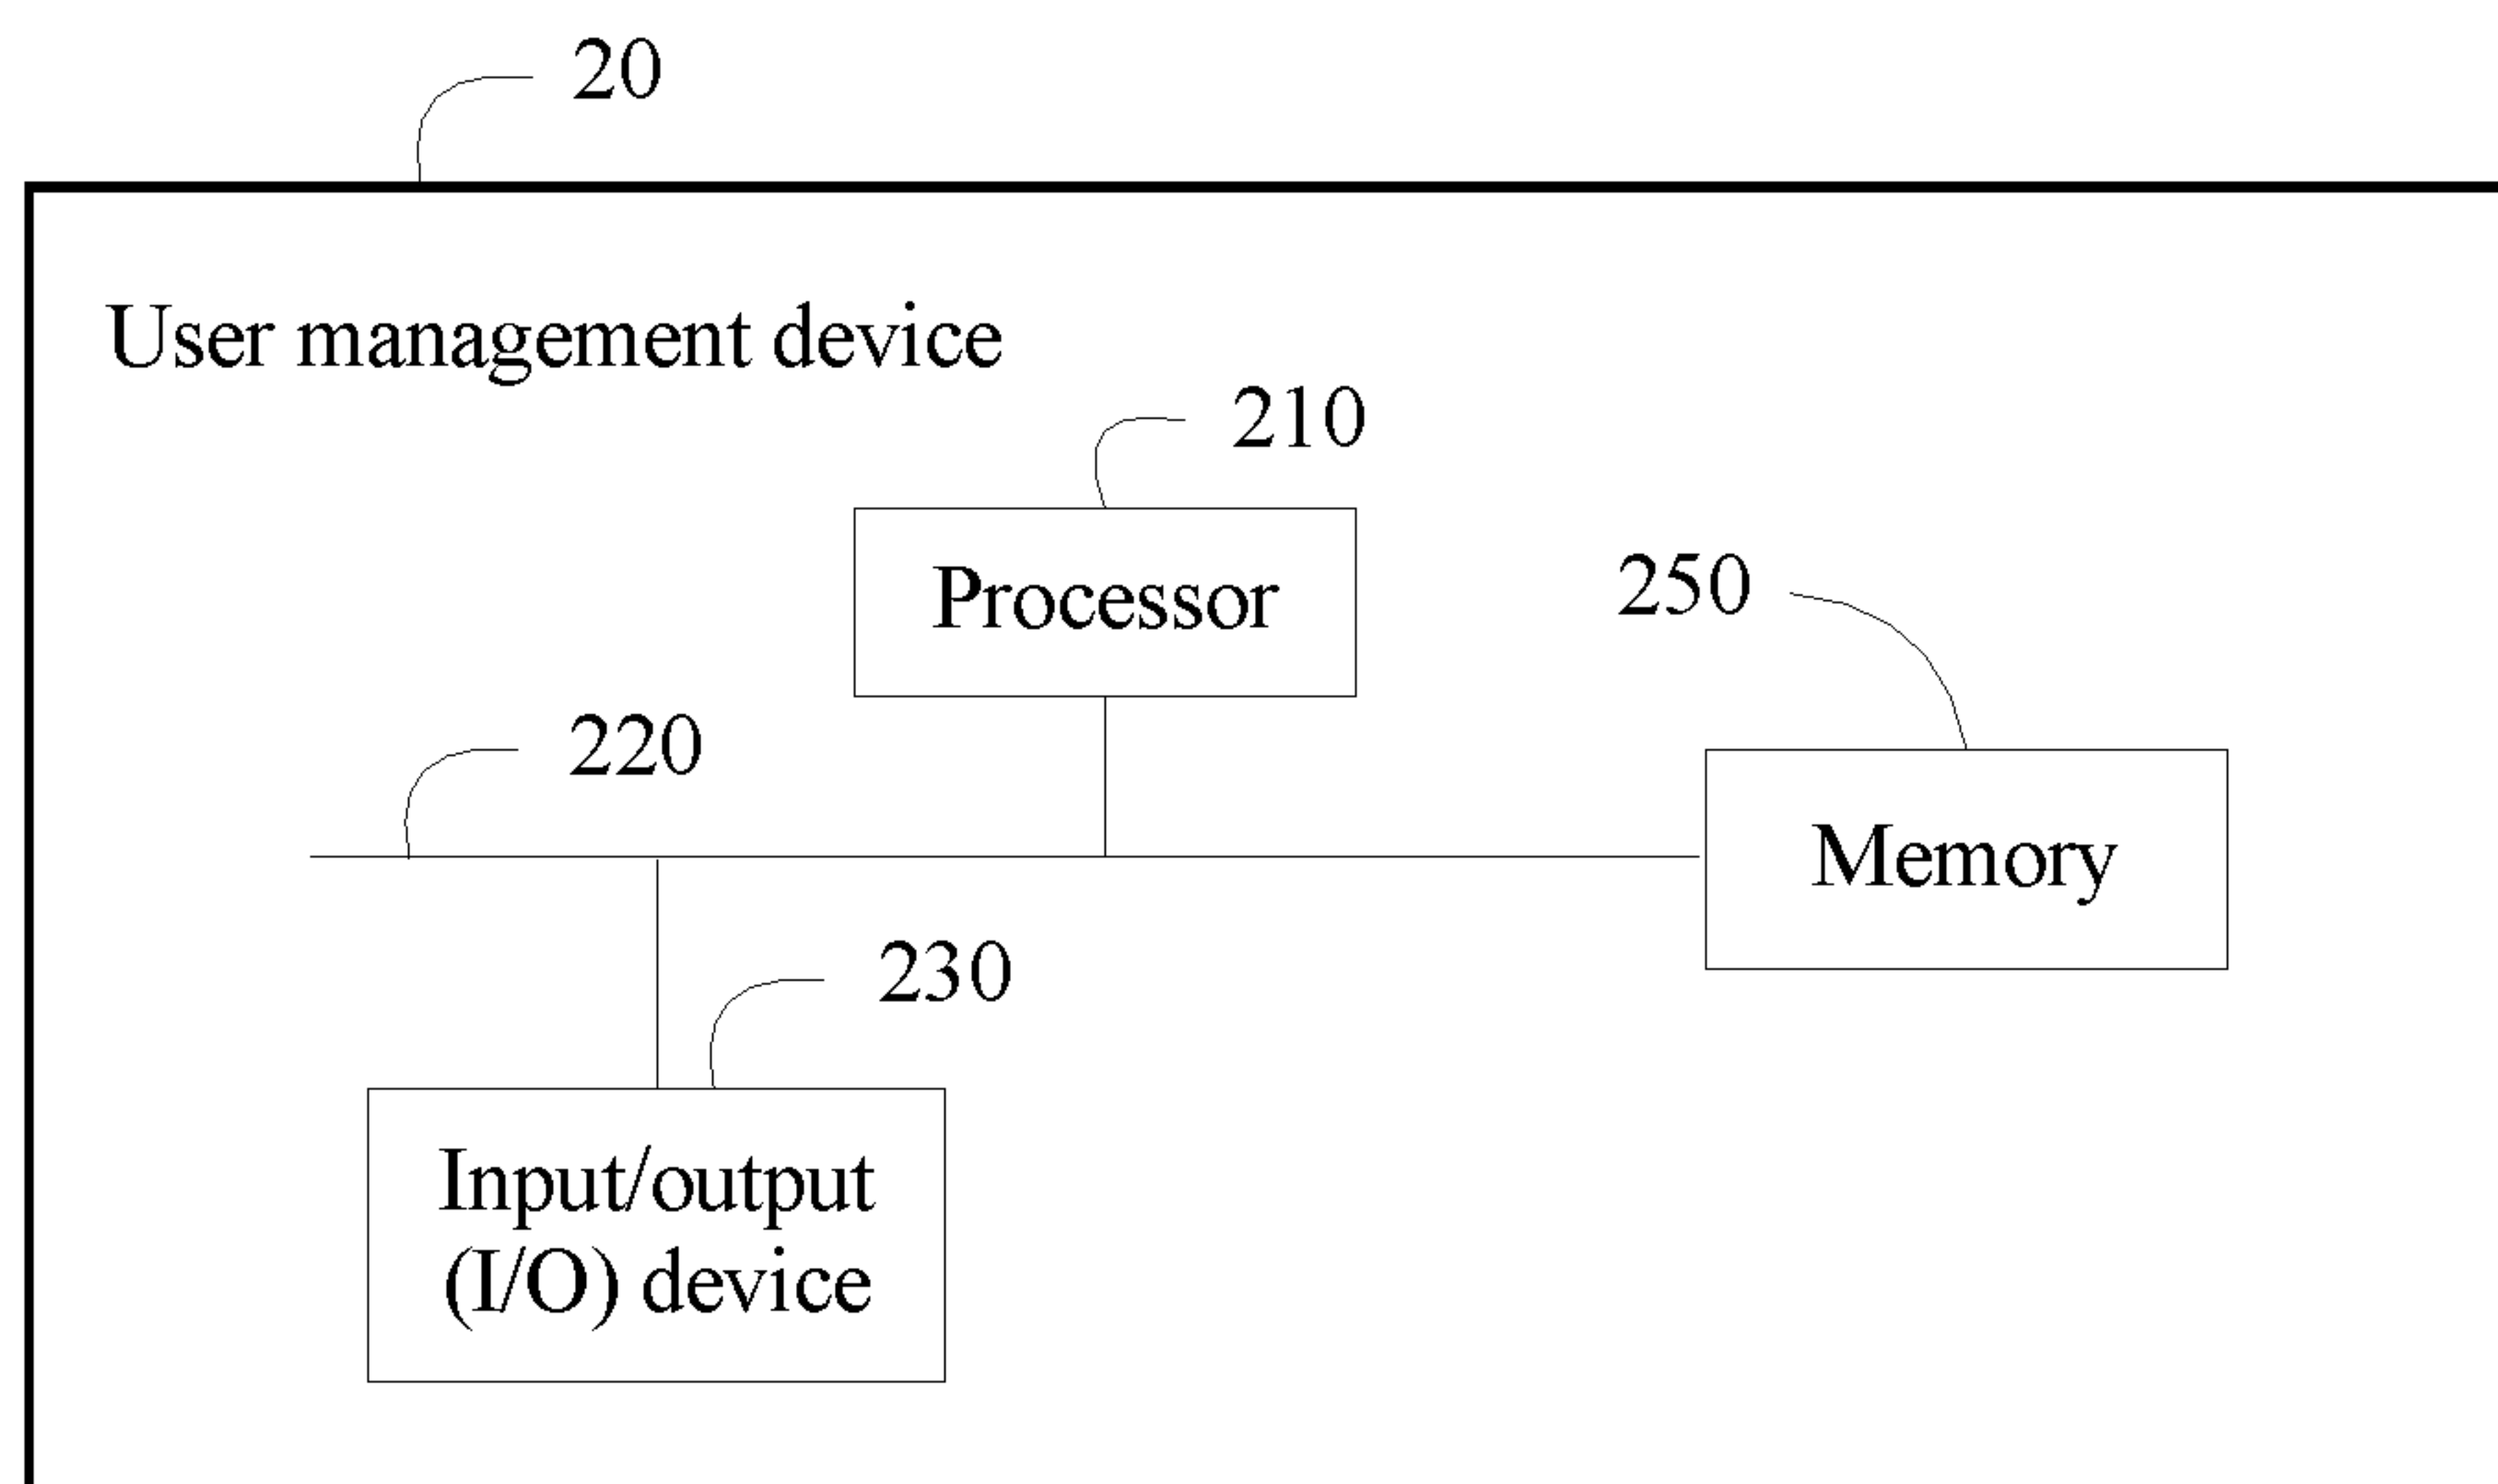 20
User management device
210
Processor
250
220
Memory
230
Input/output
(I/O) device